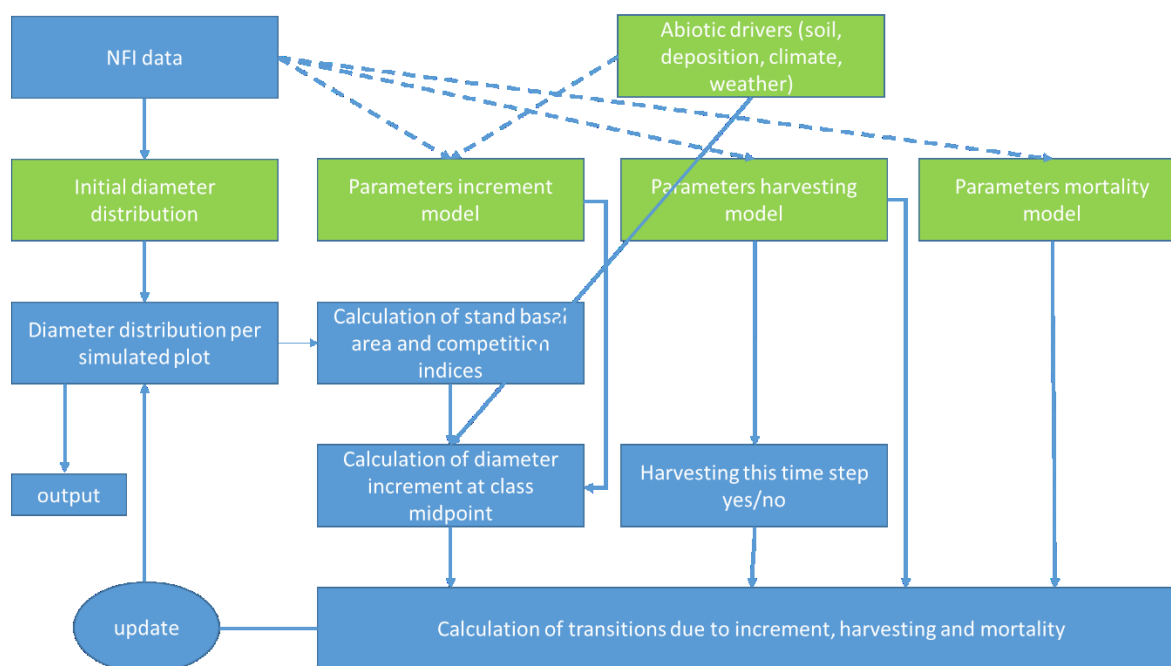 NFI data
Abiotic drivers (soil,
deposition, climate,
weather)
Initial diameter
distribution
Parameters increment
model
Parameters harvesting
model
Parameters mortality
model
Diameter distribution per
simulated plot
Calculation of stand basal
area and competition
indices
output
Calculation of diameter
increment at class
midpoint
Harvesting this time step
yes/no
update
Calculation of transitions due to increment, harvesting and mortality